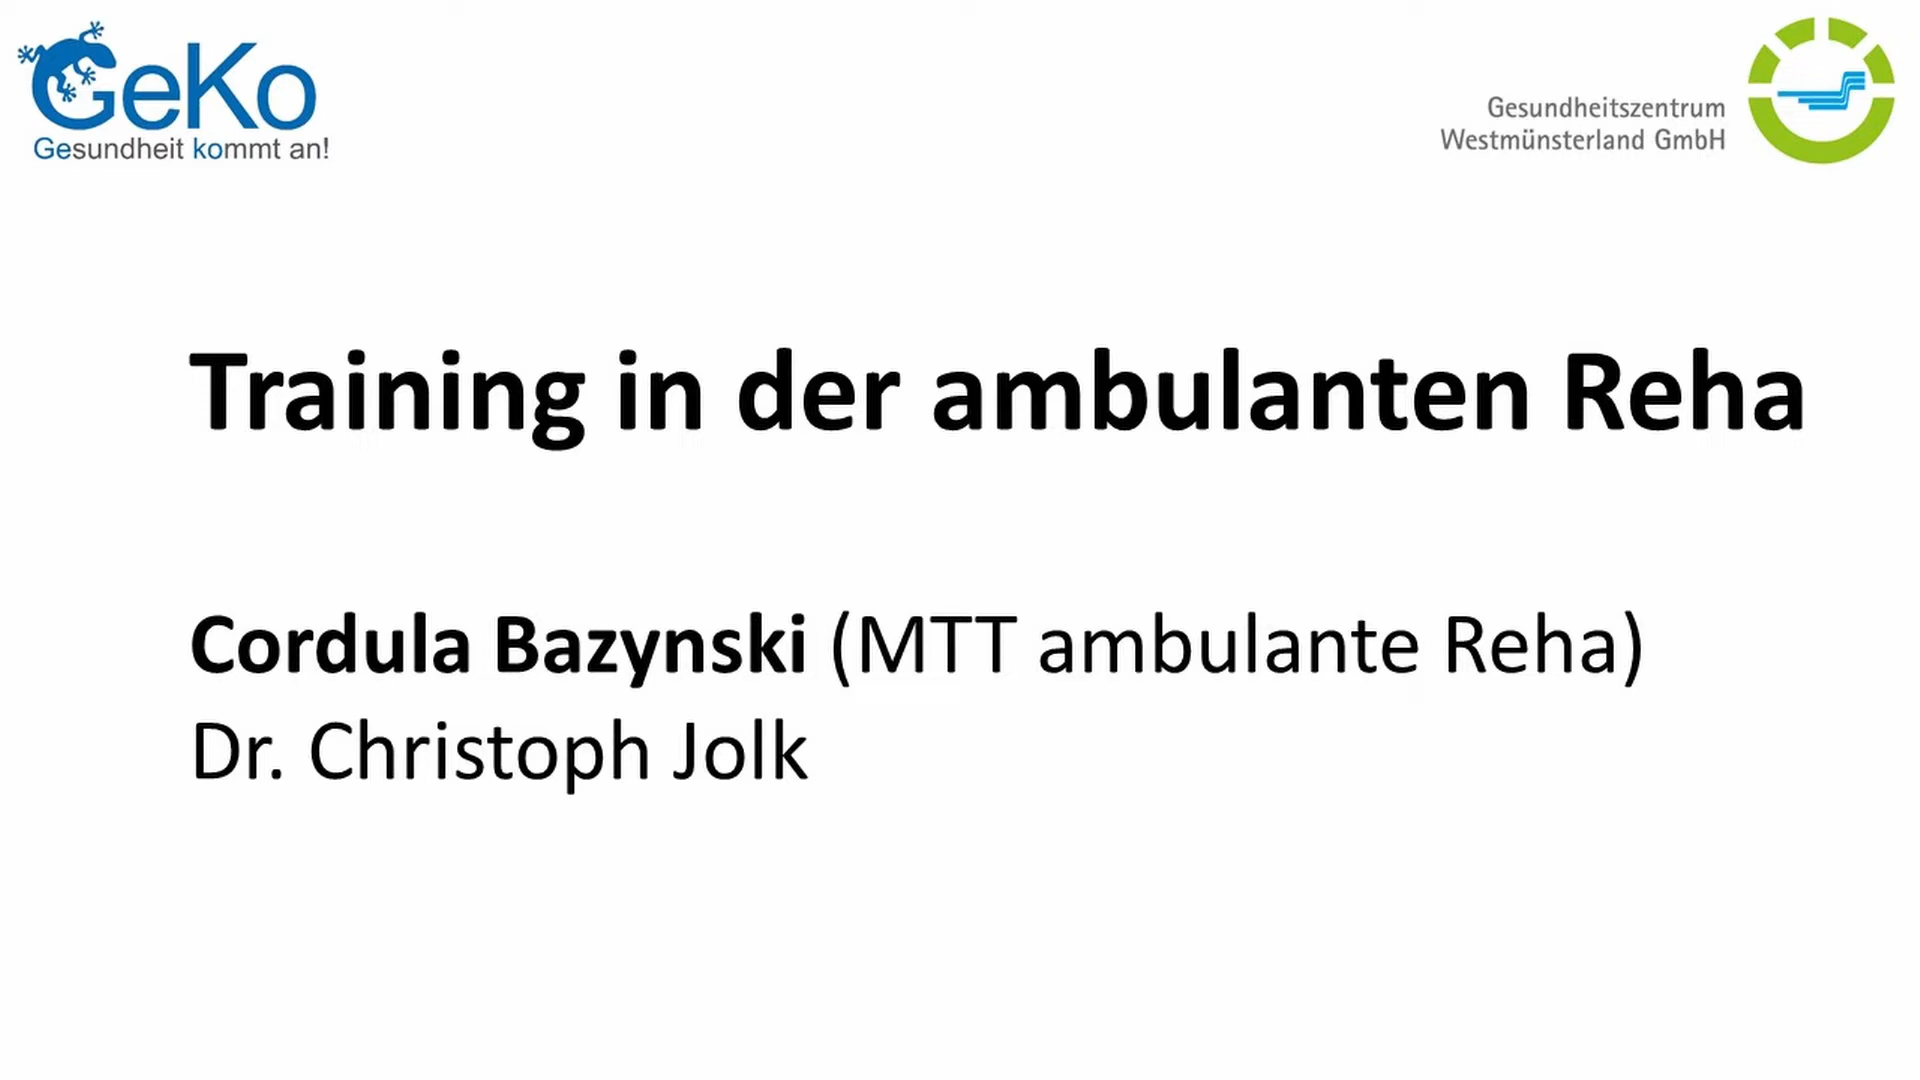 GeKo
Gesundheit kommt an!
Gesundheitszentrum
Westmünsterland GmbH
Training in der ambulanten Reha
Cordula Bazynski (MTT ambulante Reha)
Dr. Christoph Jolk